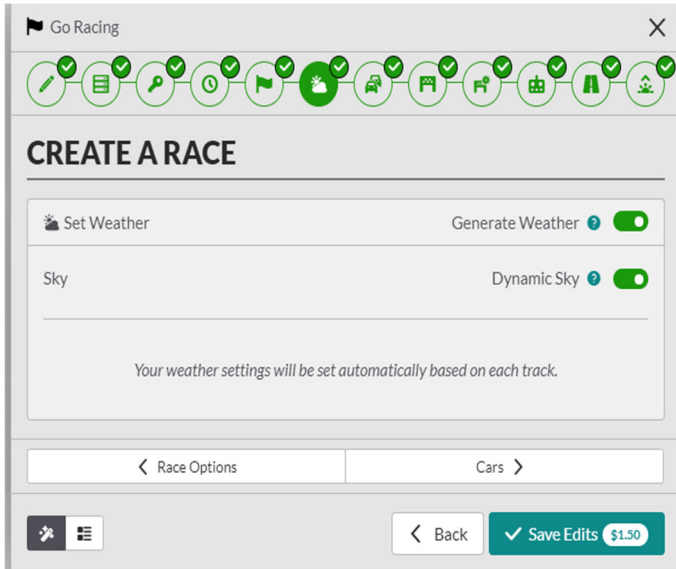 Go Racing
CREATE A RACE
Set Weather Generate Weather ?
Sky Dynamic Sky ?
Your weather settings will be set automatically based on each track.
Race Options Cars
Back Save Edits $1.50